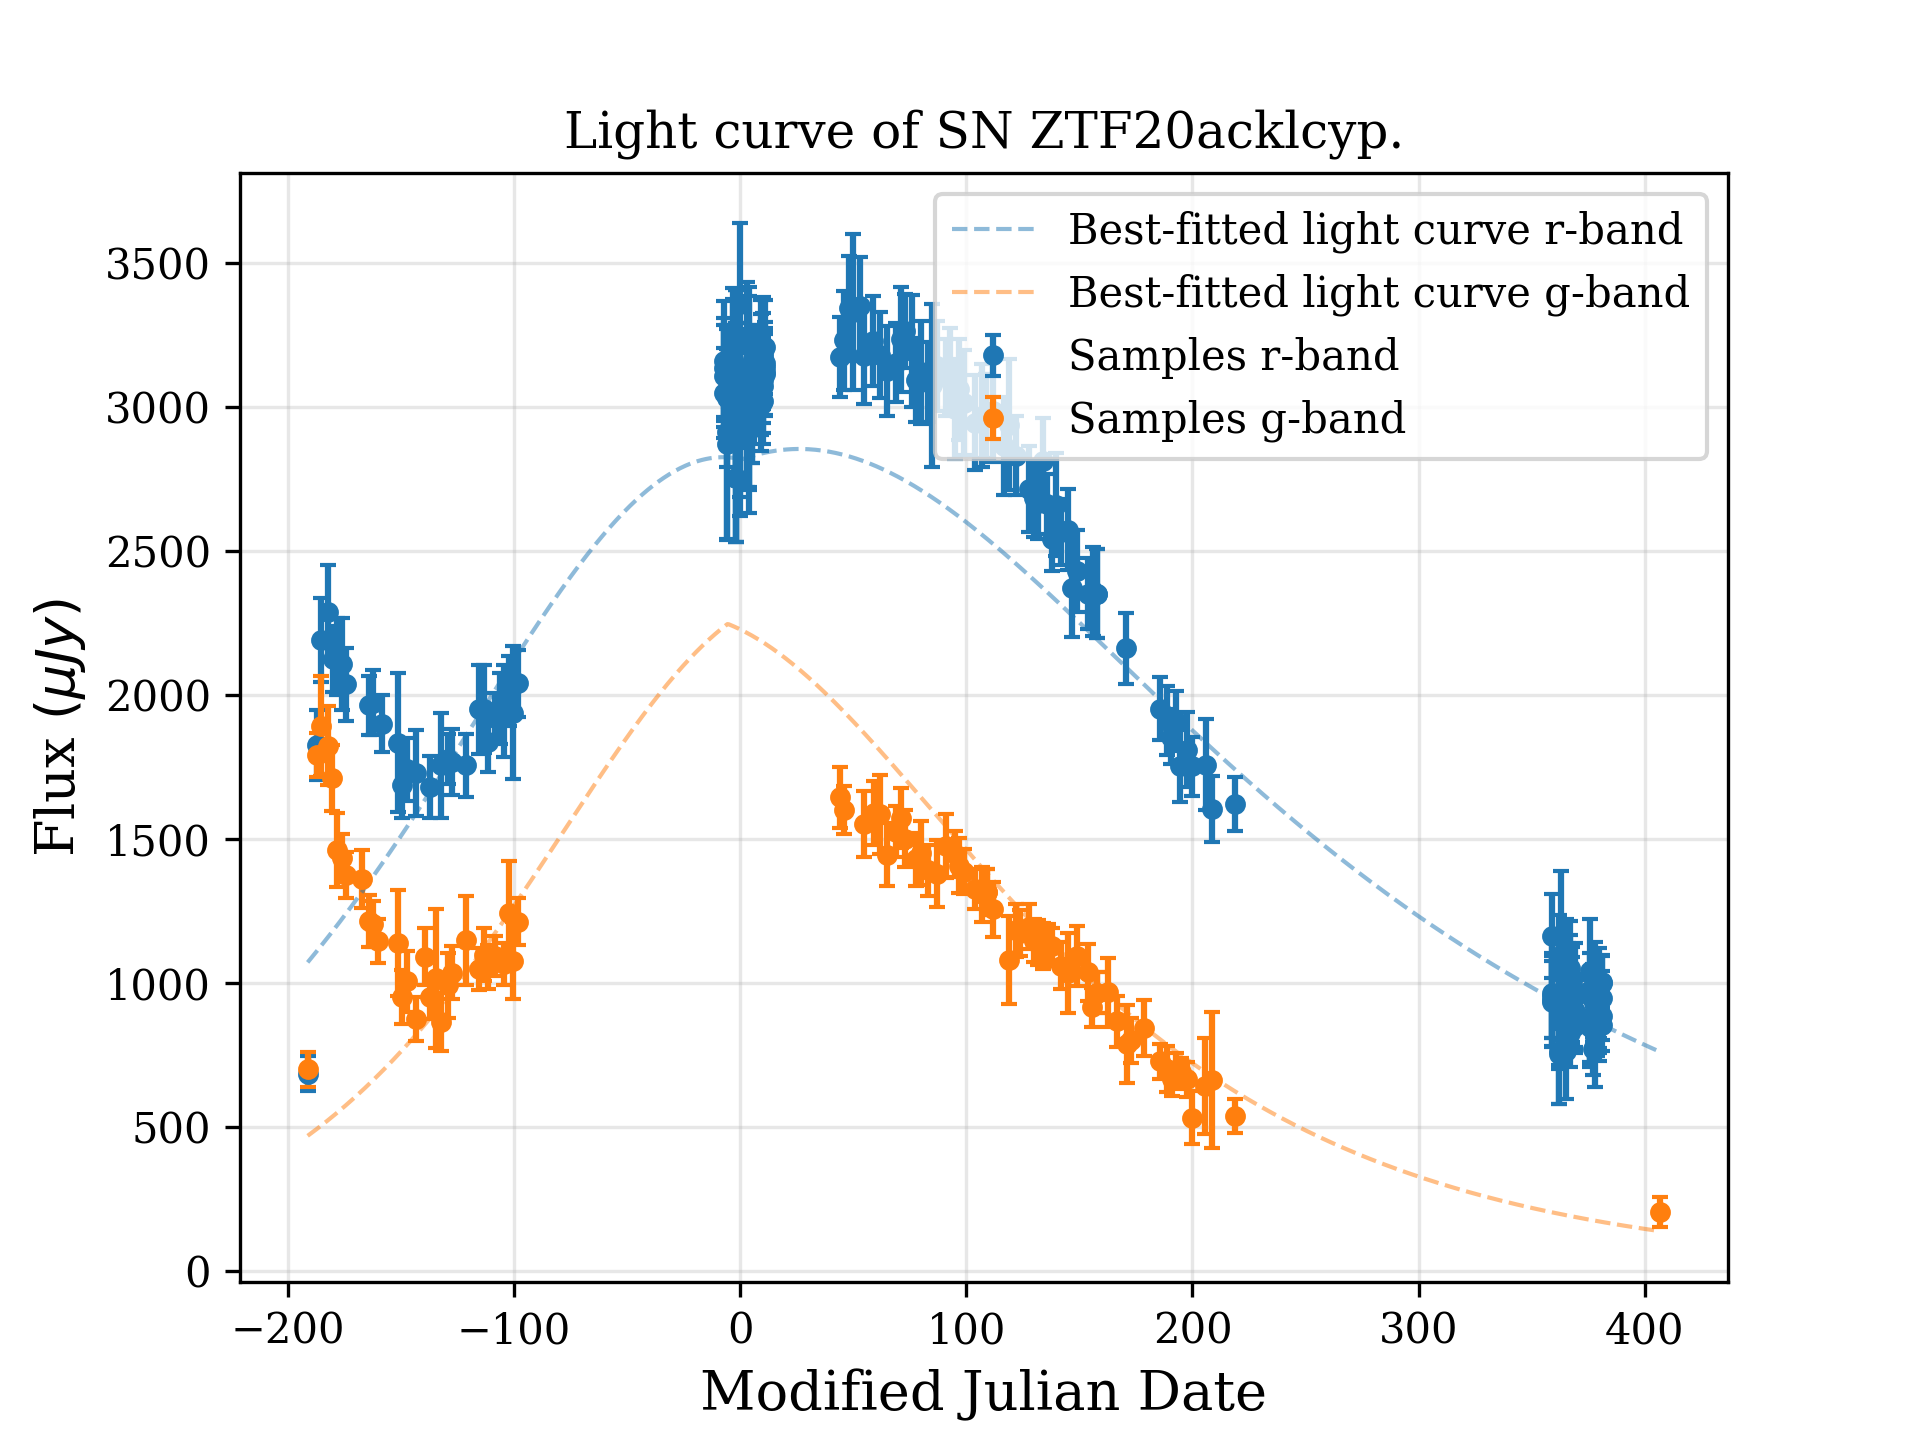 Light curve of SN ZTF20acklcyp.
Best-fitted light curve r-band
Best-fitted light curve g-band
Samples r-band
Samples g-band
3500
3000
2500
2000
1500
1000
500
0
Flux (μJy)
−200 −100 0 100 200 300 400
Modified Julian Date